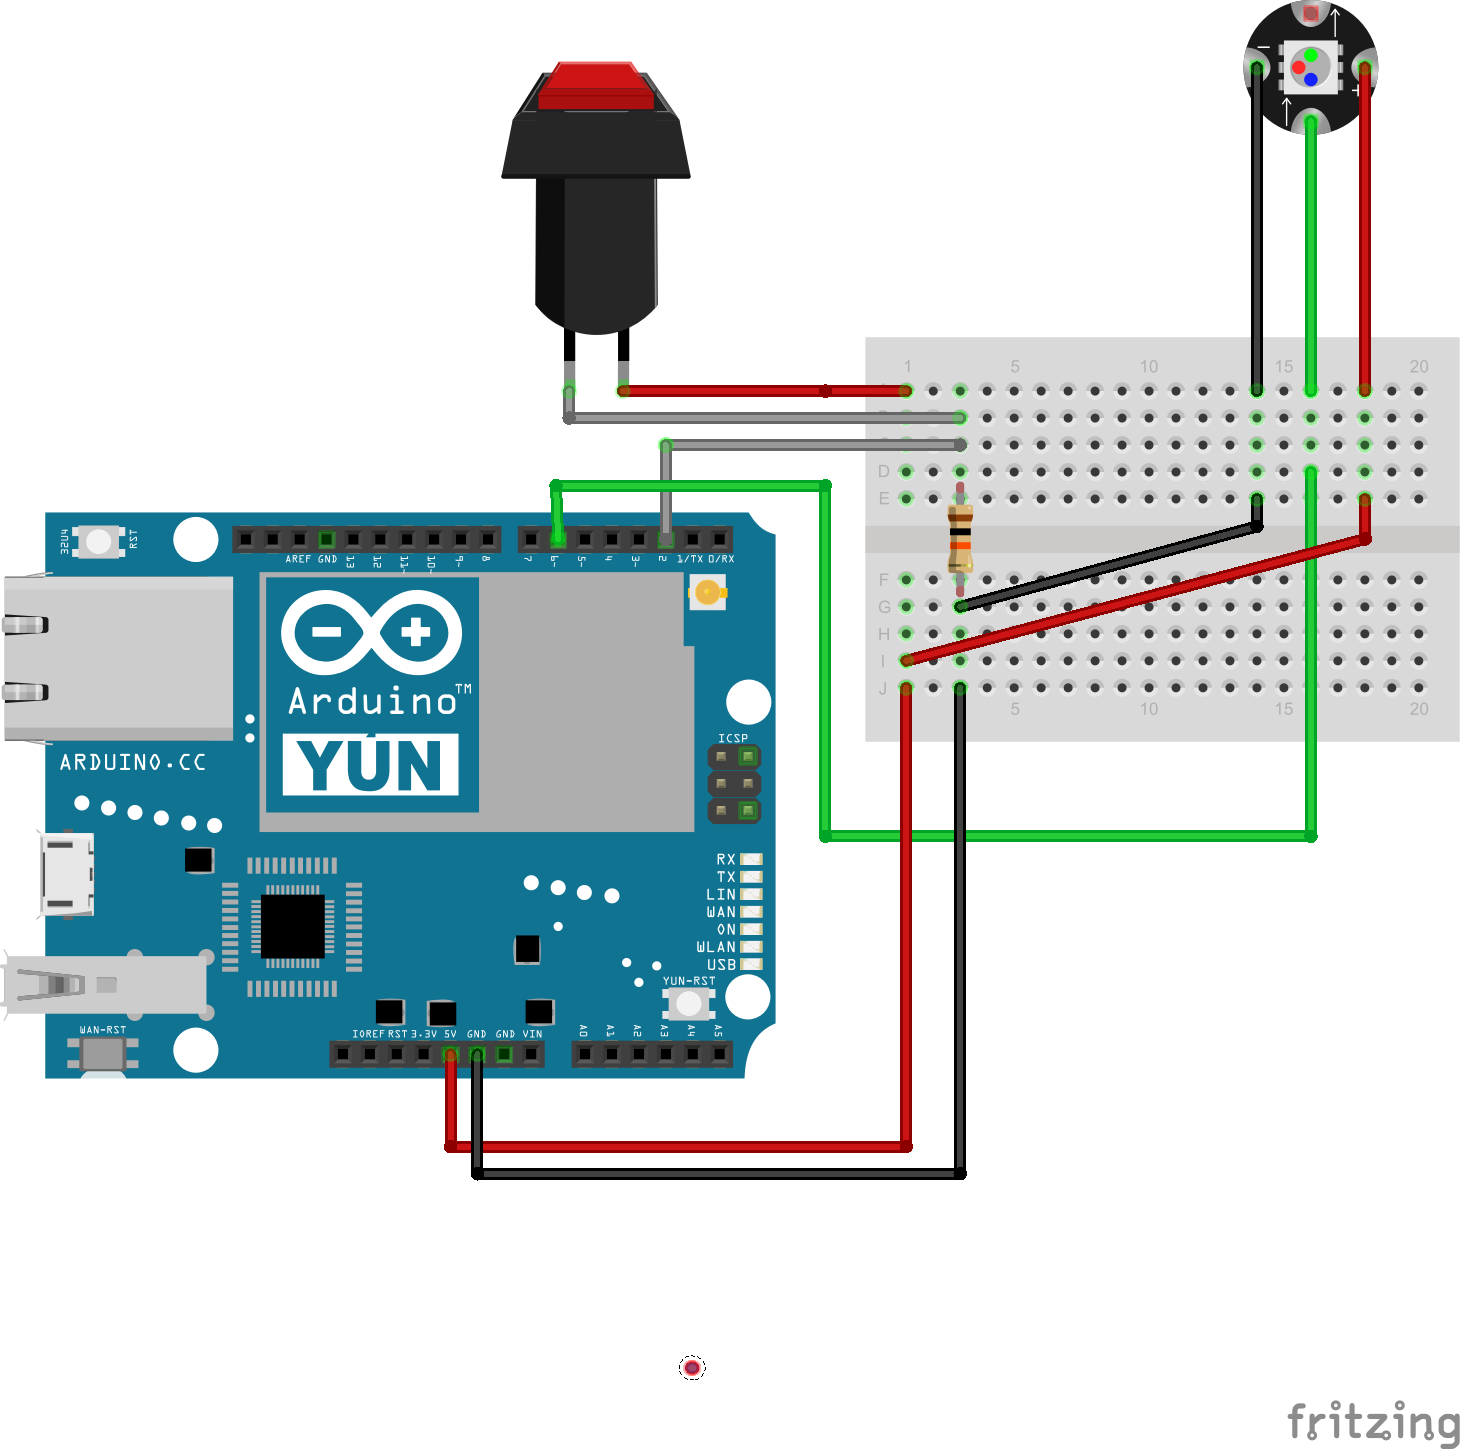 − +
1 5 10 15 20
D
E
F
G
H
I
J
5 10 15 20
32U4 RST
AREF GND 13 12 11~ 10~ 9~ 8 7 6~ 5~ 4 3~ 2 1/TX 0/RX
Arduino™
YÚN
ARDUINO.CC
ICSP
RX
TX
LIN
WAN
ON
WLAN
USB
YUN-RST
WAN-RST
IOREF RST 3.3V 5V GND GND VIN A0 A1 A2 A3 A4 A5
fritzing